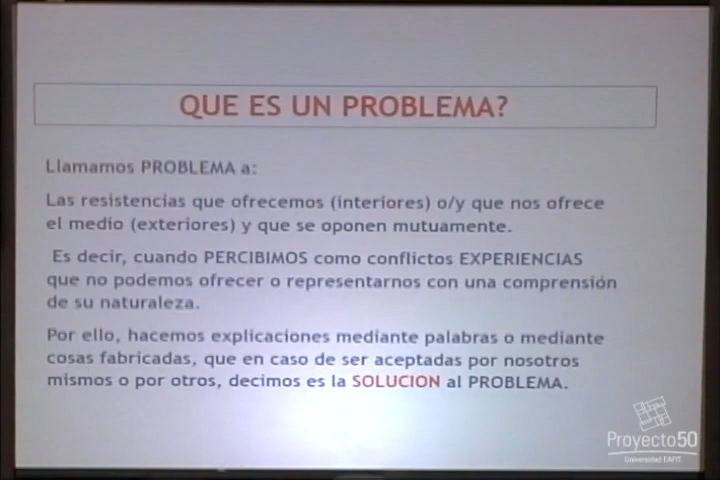 QUE ES UN PROBLEMA?
Llamamos PROBLEMA a:
Las resistencias que ofrecemos (interiores) o/y que nos ofrece
el medio (exteriores) y que se oponen mutuamente.
Es decir, cuando PERCIBIMOS como conflictos EXPERIENCIAS
que no podemos ofrecer o representarnos con una comprensión
de su naturaleza.
Por ello, hacemos explicaciones mediante palabras o mediante
cosas fabricadas, que en caso de ser aceptadas por nosotros
mismos o por otros, decimos es la SOLUCION al PROBLEMA.
Proyecto50
Universidad EAFIT